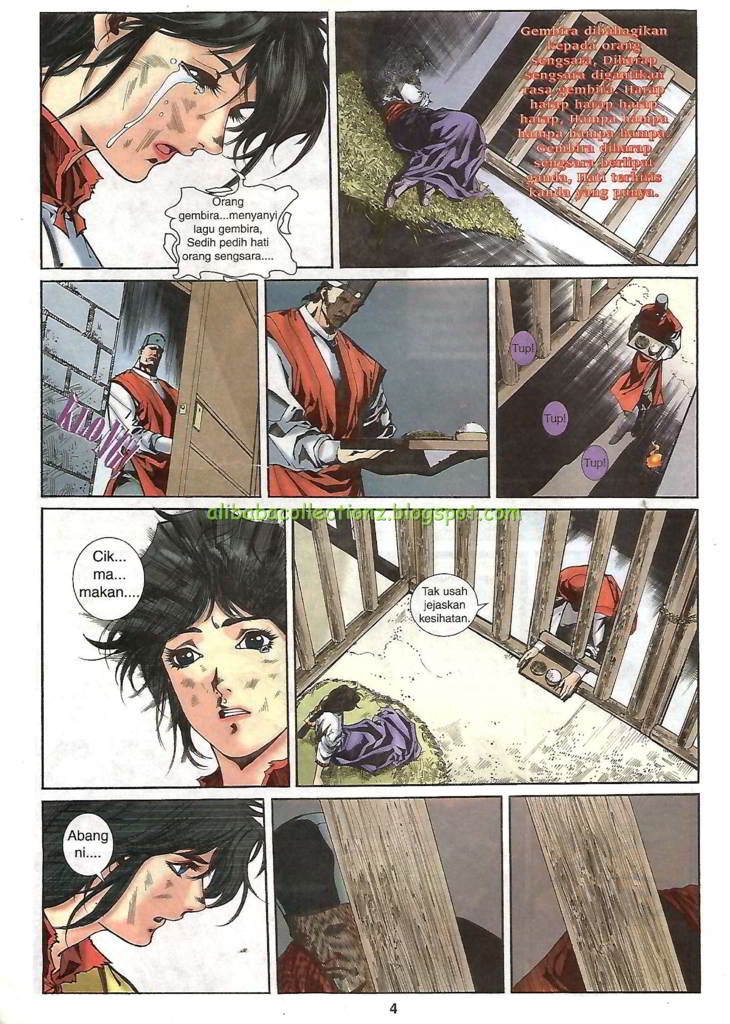 Orang
gembira...menyanyi
lagu gembira,
Sedih pedih hati
orang sengsara....
Gembira dibahagikan
kepada orang
sengsara, Diharap
sengsara digantikan
rasa gembira. Harap
harap harap harap
harap, Hampa hampa
hampa hampa hampa.
Gembira diharap
sengsara berlipat
ganda, Hati terhiris
kanda yang punya.
KLONG!
Tup!
Tup!
Tup!
alibabacollectionz.blogspot.com
Cik...
ma...
makan....
Tak usah
jejaskan
kesihatan.
Abang
ni....
4